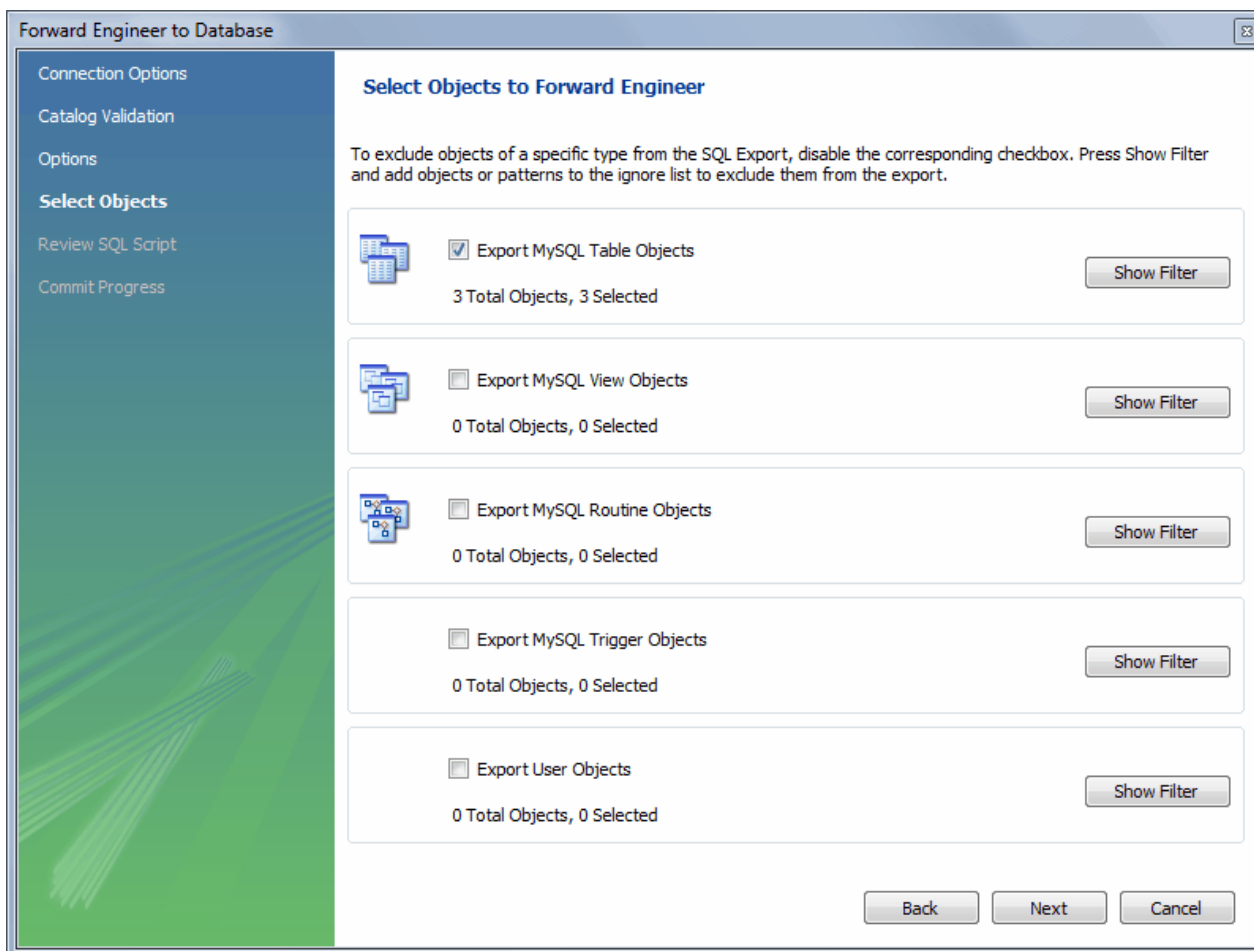 Forward Engineer to Database
Connection Options
Catalog Validation
Options
Select Objects
Review SQL Script
Commit Progress
Select Objects to Forward Engineer
To exclude objects of a specific type from the SQL Export, disable the corresponding checkbox. Press Show Filter
and add objects or patterns to the ignore list to exclude them from the export.
Export MySQL Table Objects
3 Total Objects, 3 Selected
Show Filter
Export MySQL View Objects
0 Total Objects, 0 Selected
Show Filter
Export MySQL Routine Objects
0 Total Objects, 0 Selected
Show Filter
Export MySQL Trigger Objects
0 Total Objects, 0 Selected
Show Filter
Export User Objects
0 Total Objects, 0 Selected
Show Filter
Back
Next
Cancel